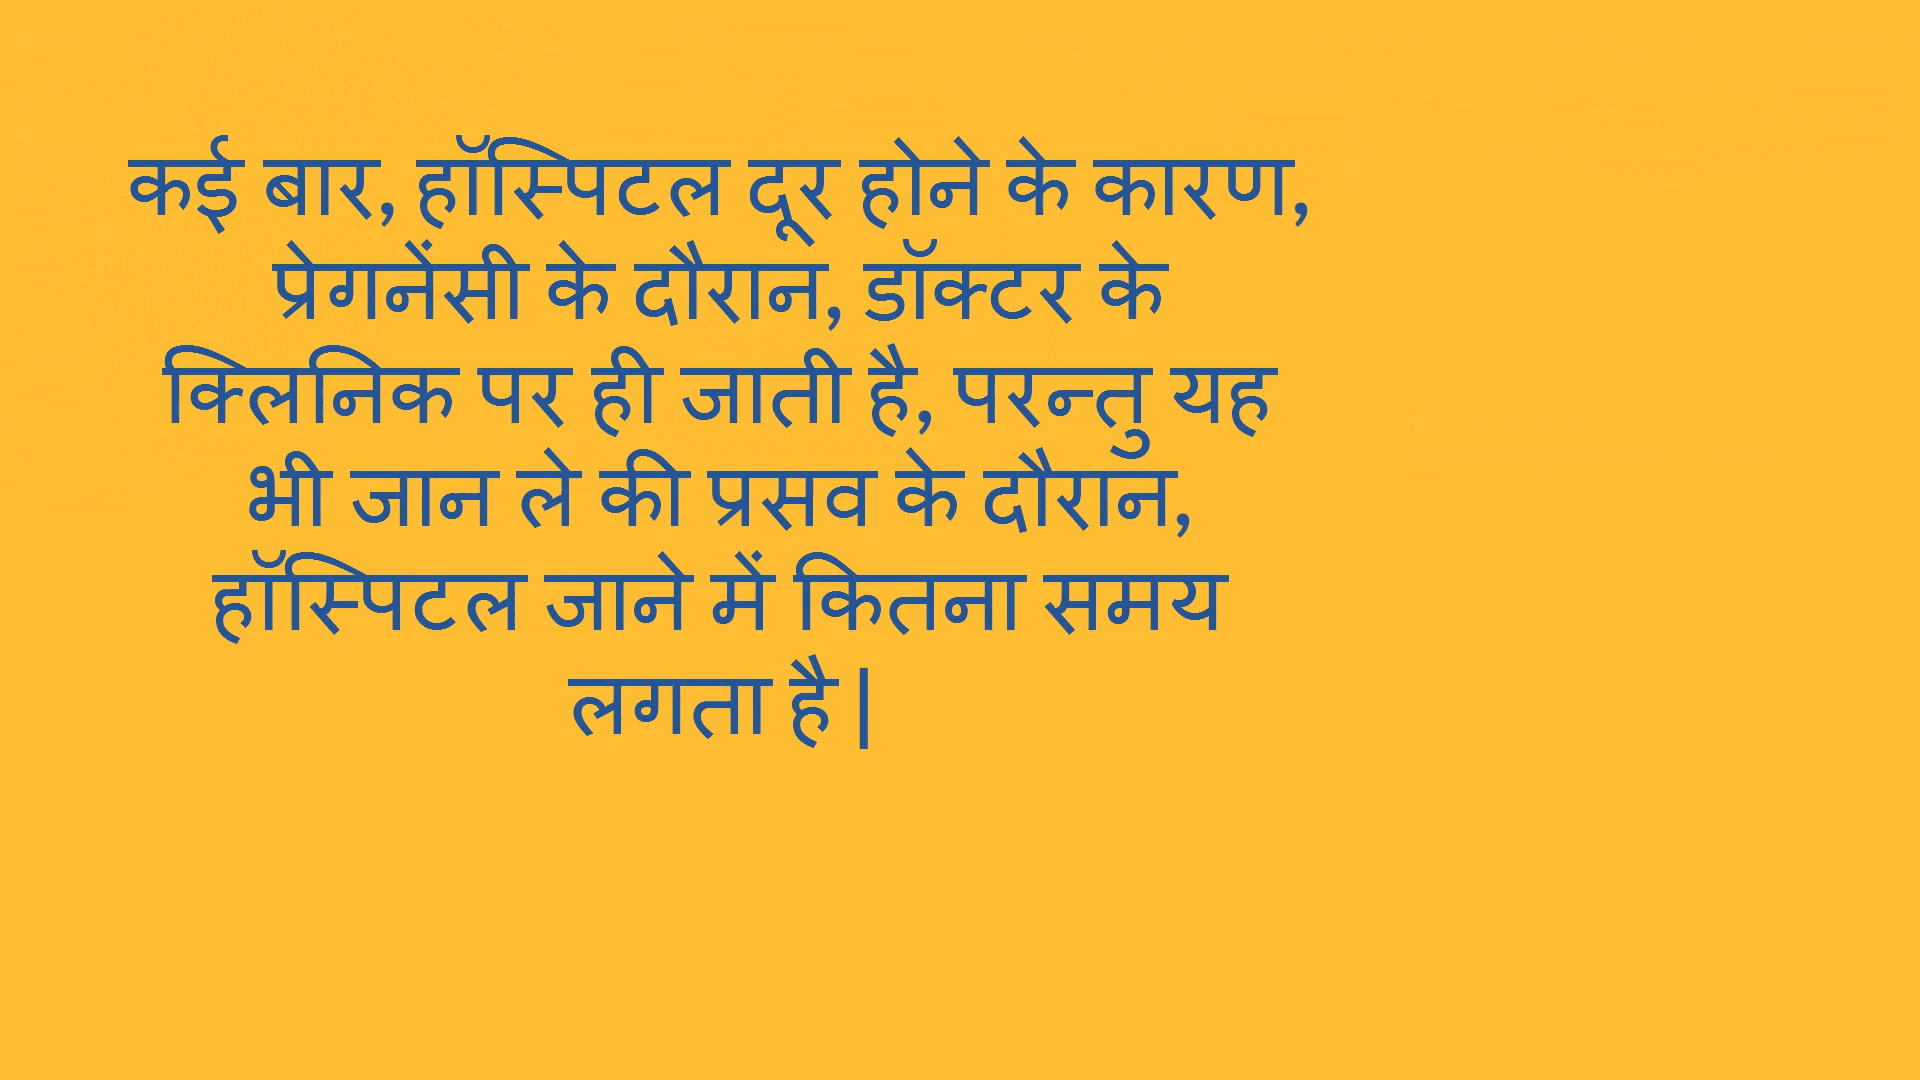 कई बार, हॉस्पिटल दूर होने के कारण,
प्रेगनेंसी के दौरान, डॉक्टर के
क्लिनिक पर ही जाती है, परन्तु यह
भी जान ले की प्रसव के दौरान,
हॉस्पिटल जाने में कितना समय
लगता है |